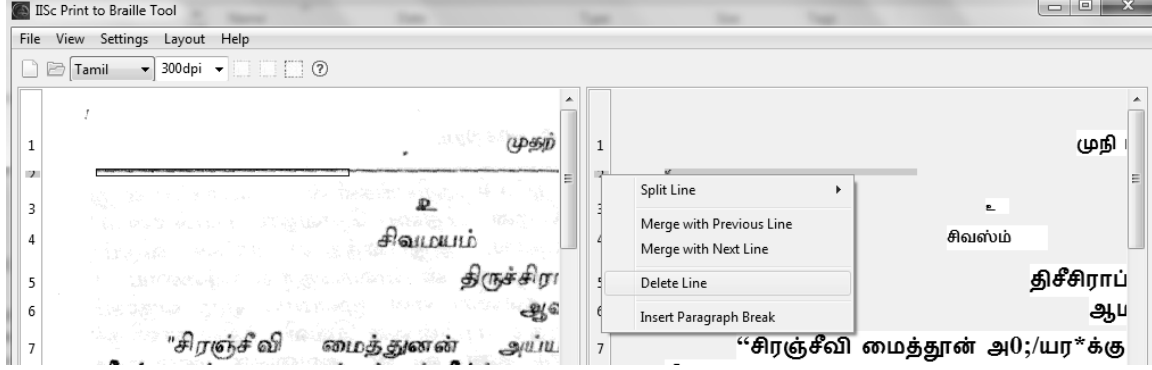 IISc Print to Braille Tool
File View Settings Layout Help
Tamil 300dpi
1 முதற்
2
3 உ
4 சிவமயம்
5 திருச்சிரா
6
7 "சிரஞ்சீவி மைத்துனன் அய்ய
1 முநி
3 உ
4 சிவஸ்ம்
5 திசீசிராப்
6 ஆம
7 “சிரஞ்சீவி மைத்தூன் அ0;/யர*க்கு
Split Line
Merge with Previous Line
Merge with Next Line
Delete Line
Insert Paragraph Break